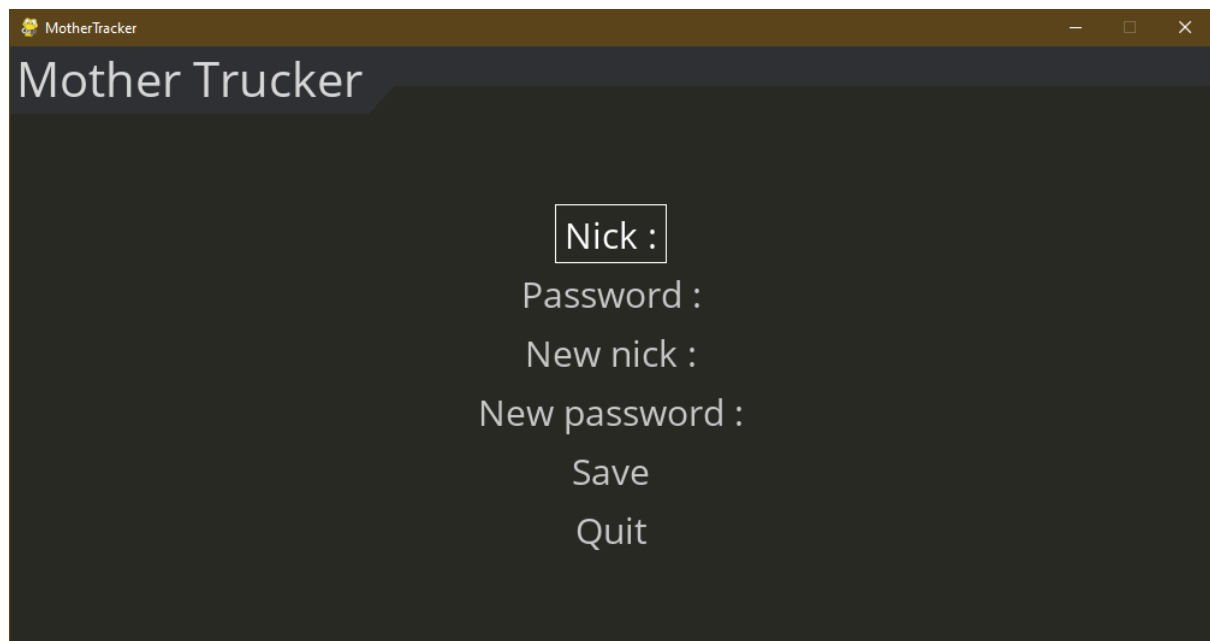 MotherTracker
Mother Trucker
Nick :
Password :
New nick :
New password :
Save
Quit